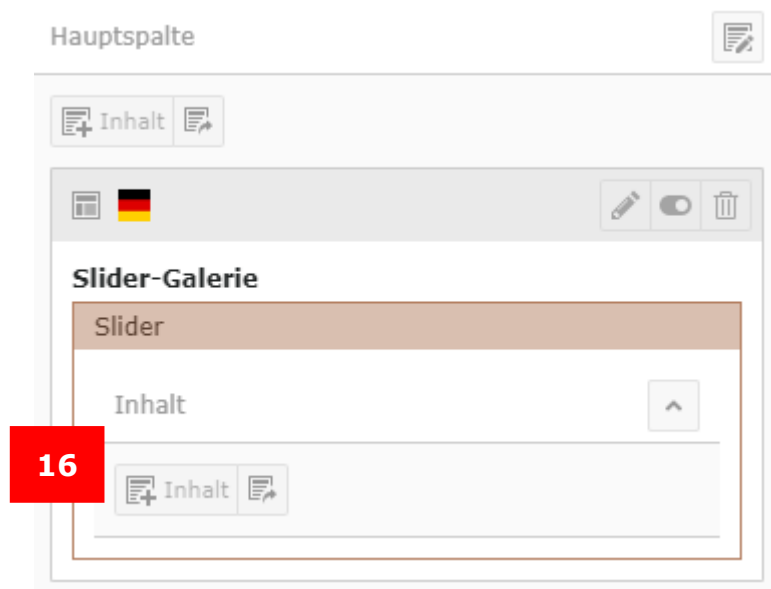 Hauptspalte
Inhalt
Slider-Galerie
Slider
Inhalt
16
Inhalt